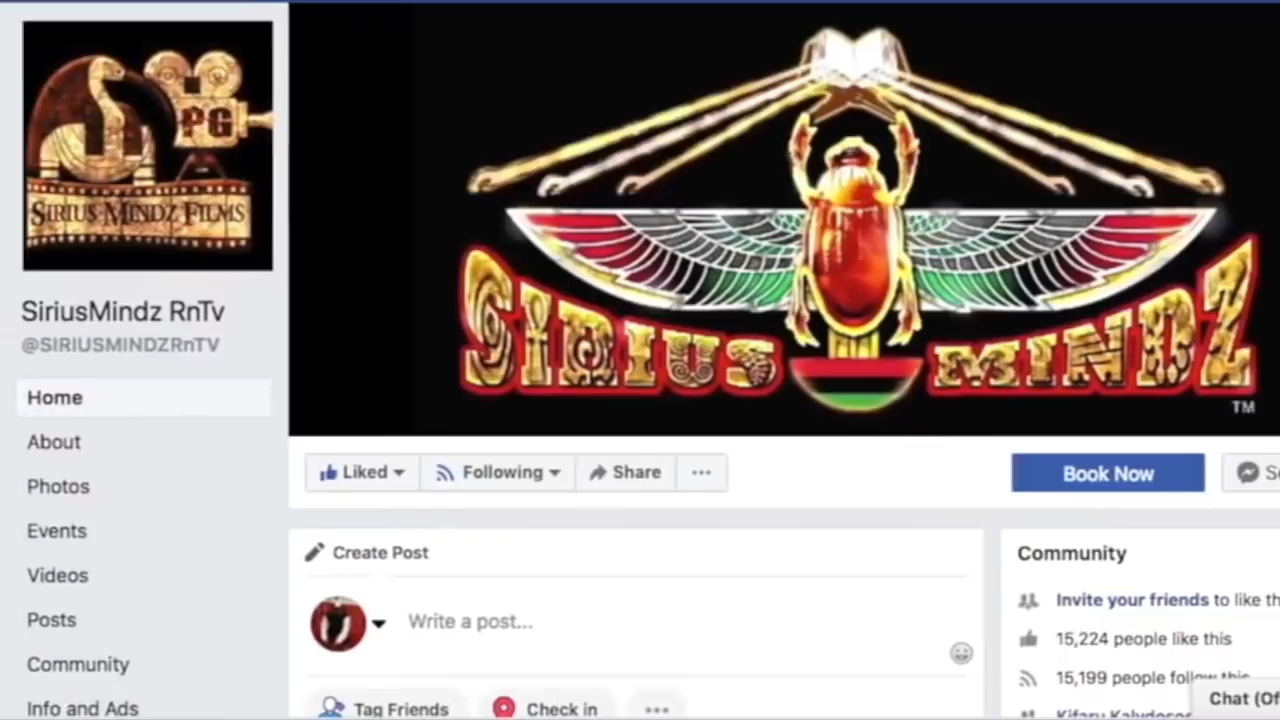 PG
SIRIUS MINDZ FILMS
SiriusMindz RnTv
@SIRIUSMINDZRnTV
Home
About
Photos
Events
Videos
Posts
Community
Info and Ads
SIRIUS MINDZ
TM
Liked
Following
Share
Book Now
Create Post
Write a post...
Tag Friends
Check in
Community
Invite your friends to like
15,224 people like this
15,199 people follow this
Chat